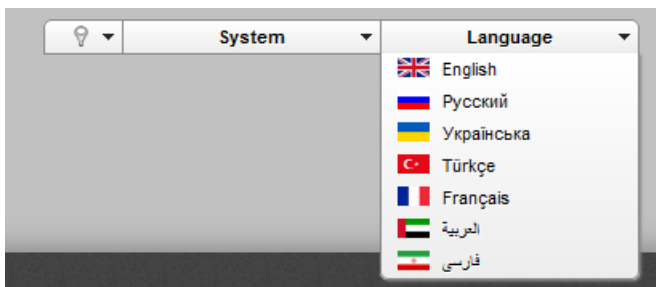 System
Language
English
Русский
Українська
Türkçe
Français
العربية
فارسی